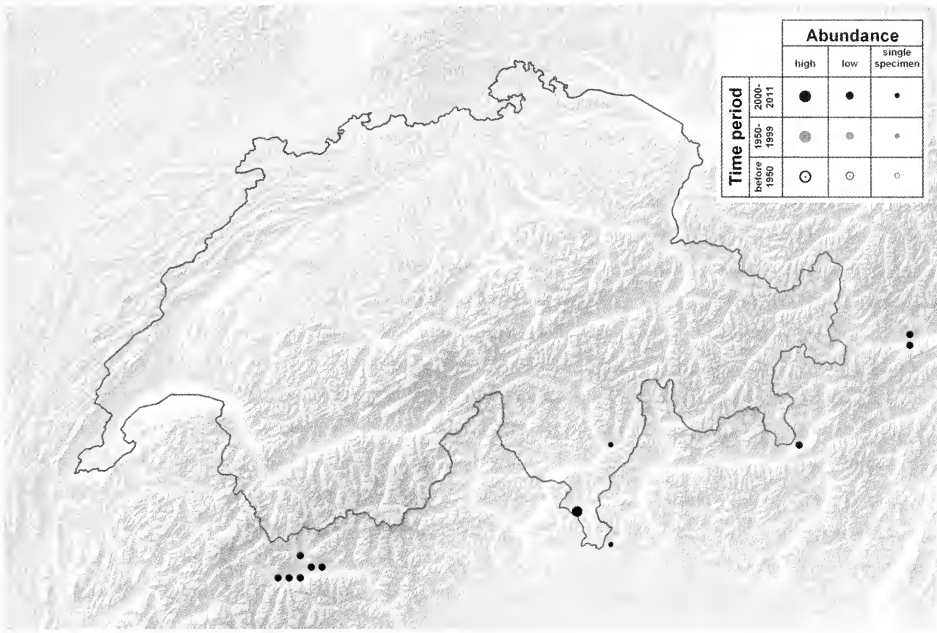 Abundance
high low single
specimen
Time period
2000-
2011
1950-
1999
before
1950